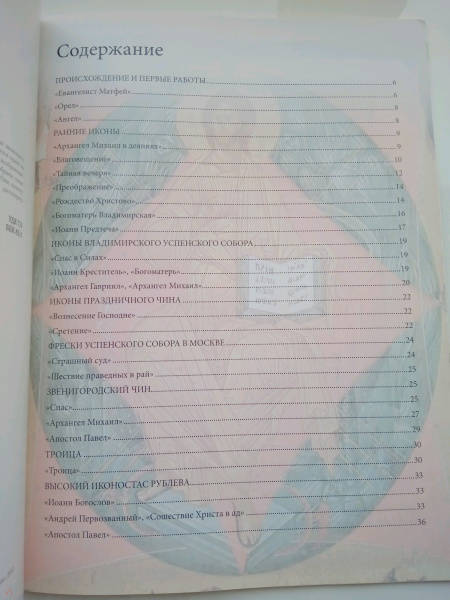 Содержание
ПРОИСХОЖДЕНИЕ И ПЕРВЫЕ РАБОТЫ 6
«Евангелист Матфей» 6
«Орел» 8
«Ангел» 8
РАННИЕ ИКОНЫ 9
«Архангел Михаил в деяниях» 9
«Благовещение» 10
«Тайная вечеря» 12
«Преображение» 14
«Рождество Христово» 14
«Богоматерь Владимирская» 16
«Иоанн Предтеча» 17
ИКОНЫ ВЛАДИМИРСКОГО УСПЕНСКОГО СОБОРА 19
«Спас в Силах» 19
«Иоанн Креститель», «Богоматерь» 19
«Архангел Гавриил», «Архангел Михаил» 20
ИКОНЫ ПРАЗДНИЧНОГО ЧИНА 22
«Вознесение Господне» 22
«Сретение» 22
ФРЕСКИ УСПЕНСКОГО СОБОРА В МОСКВЕ 24
«Страшный суд» 24
«Шествие праведных в рай» 25
ЗВЕНИГОРОДСКИЙ ЧИН 25
«Спас» 25
«Архангел Михаил» 27
«Апостол Павел» 29
ТРОИЦА 30
«Троица» 30
ВЫСОКИЙ ИКОНОСТАС РУБЛЕВА 33
«Иоанн Богослов» 33
«Андрей Первозванный», «Сошествие Христа в ад» 33
«Апостол Павел» 36